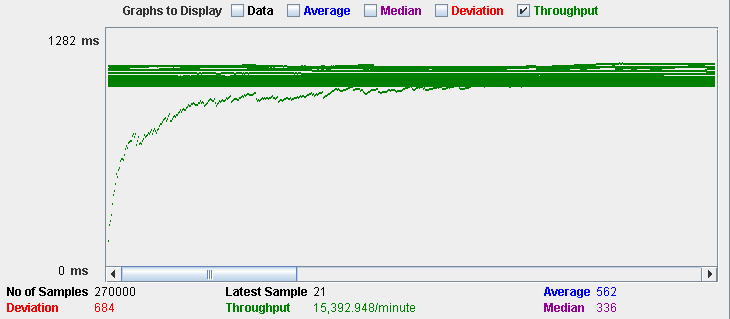 Graphs to Display Data Average Median Deviation Throughput
1282 ms
0 ms
No of Samples 270000 Latest Sample 21 Average 562
Deviation 684 Throughput 15,392.948/minute Median 336